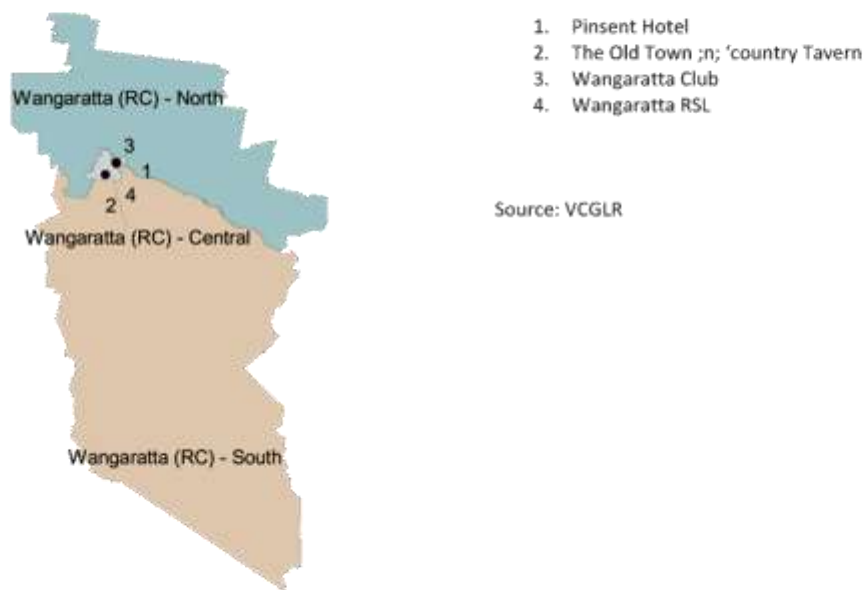 1. Pinsent Hotel
2. The Old Town ;n; 'country Tavern
3. Wangaratta Club
4. Wangaratta RSL
Source: VCGLR
Wangaratta (RC) - North
3
1
2 4
Wangaratta (RC) - Central
Wangaratta (RC) - South